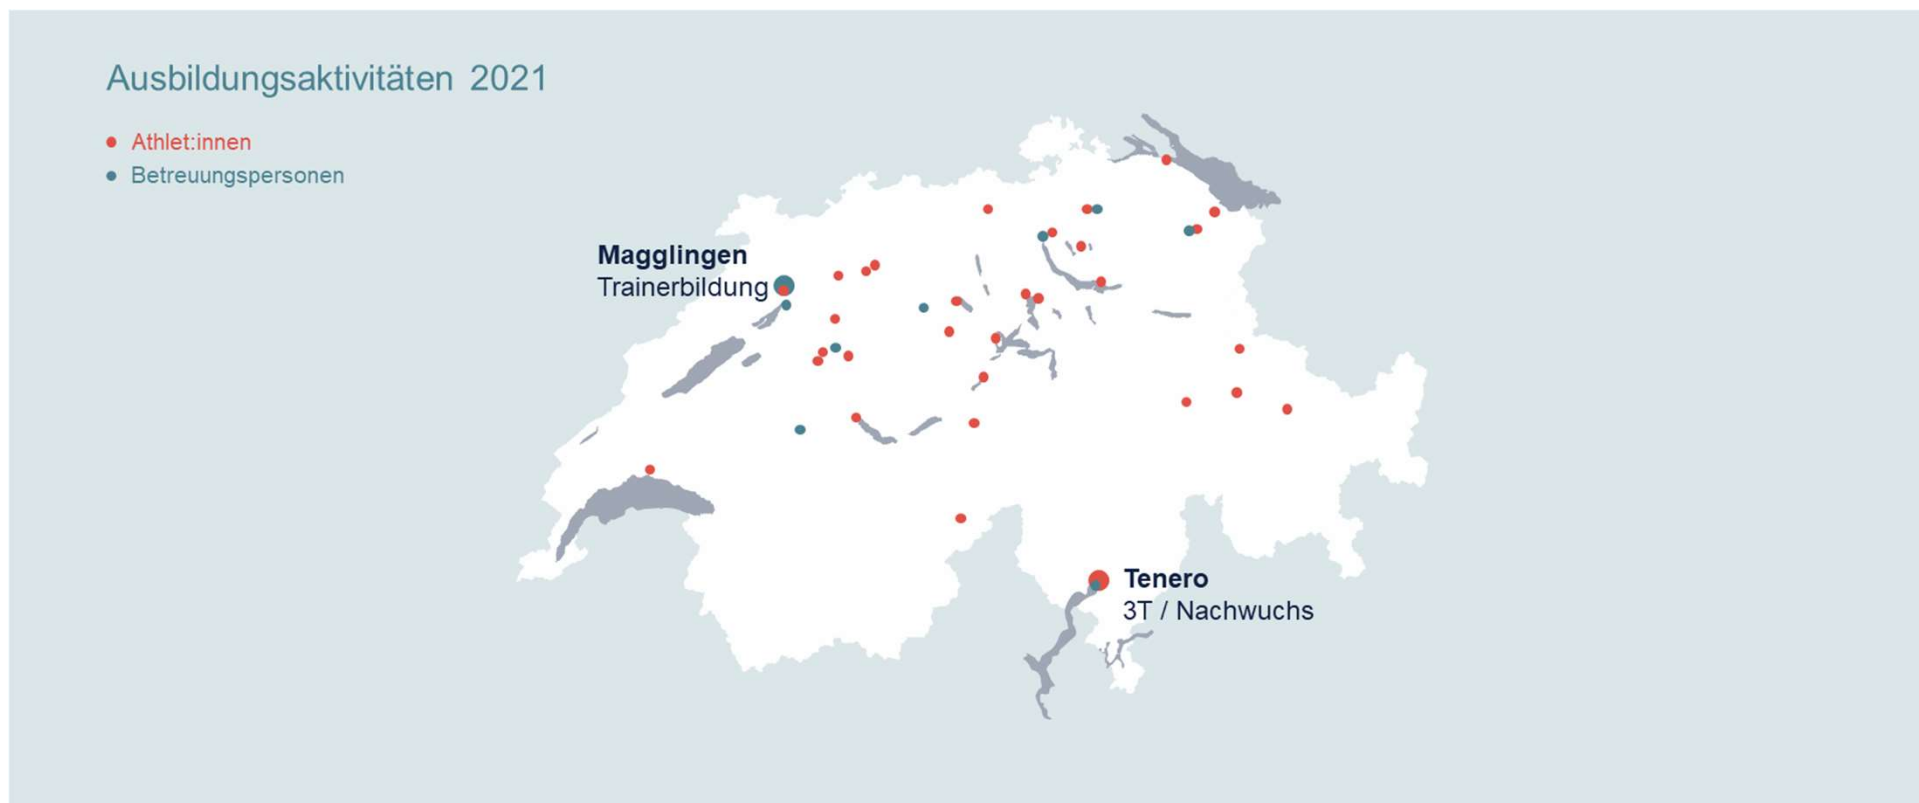 Ausbildungsaktivitäten 2021
Athlet:innen
Betreuungspersonen
Magglingen
Trainerbildung
Tenero
3T / Nachwuchs